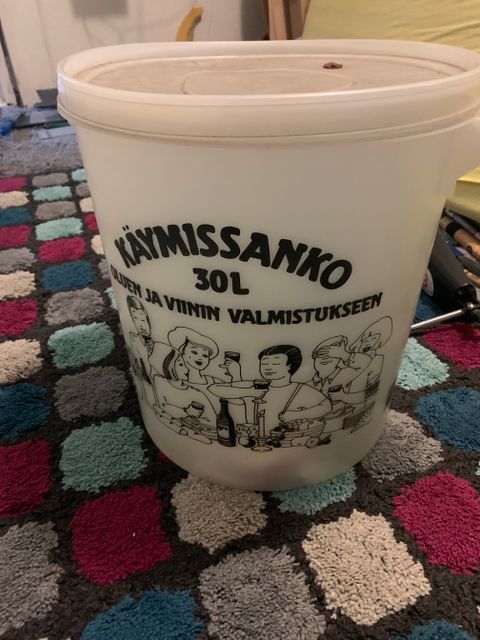 KÄYMISSANKO
30L
OLUEN JA VIININ VALMISTUKSEEN